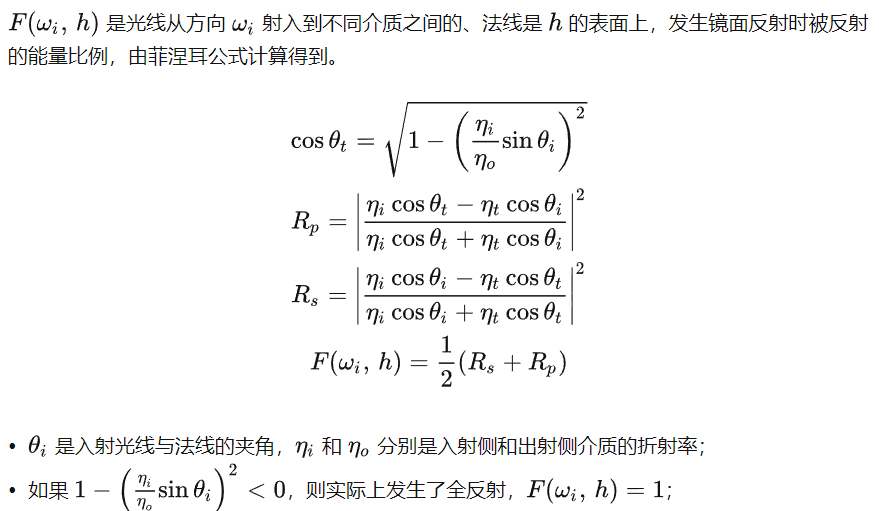 F(ωᵢ, h) 是光线从方向 ωᵢ 射入到不同介质之间的、法线是 h 的表面上，发生镜面反射时被反射
的能量比例，由菲涅耳公式计算得到。
$\cos\theta_t = \sqrt{1 - \left(\frac{\eta_i}{\eta_o}\sin\theta_i\right)^2}$
$R_p = \left|\frac{\eta_i\cos\theta_t - \eta_t\cos\theta_i}{\eta_i\cos\theta_t + \eta_t\cos\theta_i}\right|^2$
$R_s = \left|\frac{\eta_i\cos\theta_i - \eta_t\cos\theta_t}{\eta_i\cos\theta_i + \eta_t\cos\theta_t}\right|^2$
$F(\omega_i, h) = \frac{1}{2}(R_s + R_p)$
• θᵢ 是入射光线与法线的夹角，ηᵢ 和 ηₒ 分别是入射侧和出射侧介质的折射率；
• 如果 $1 - \left(\frac{\eta_i}{\eta_o}\sin\theta_i\right)^2 < 0$，则实际上发生了全反射，F(ωᵢ, h) = 1；